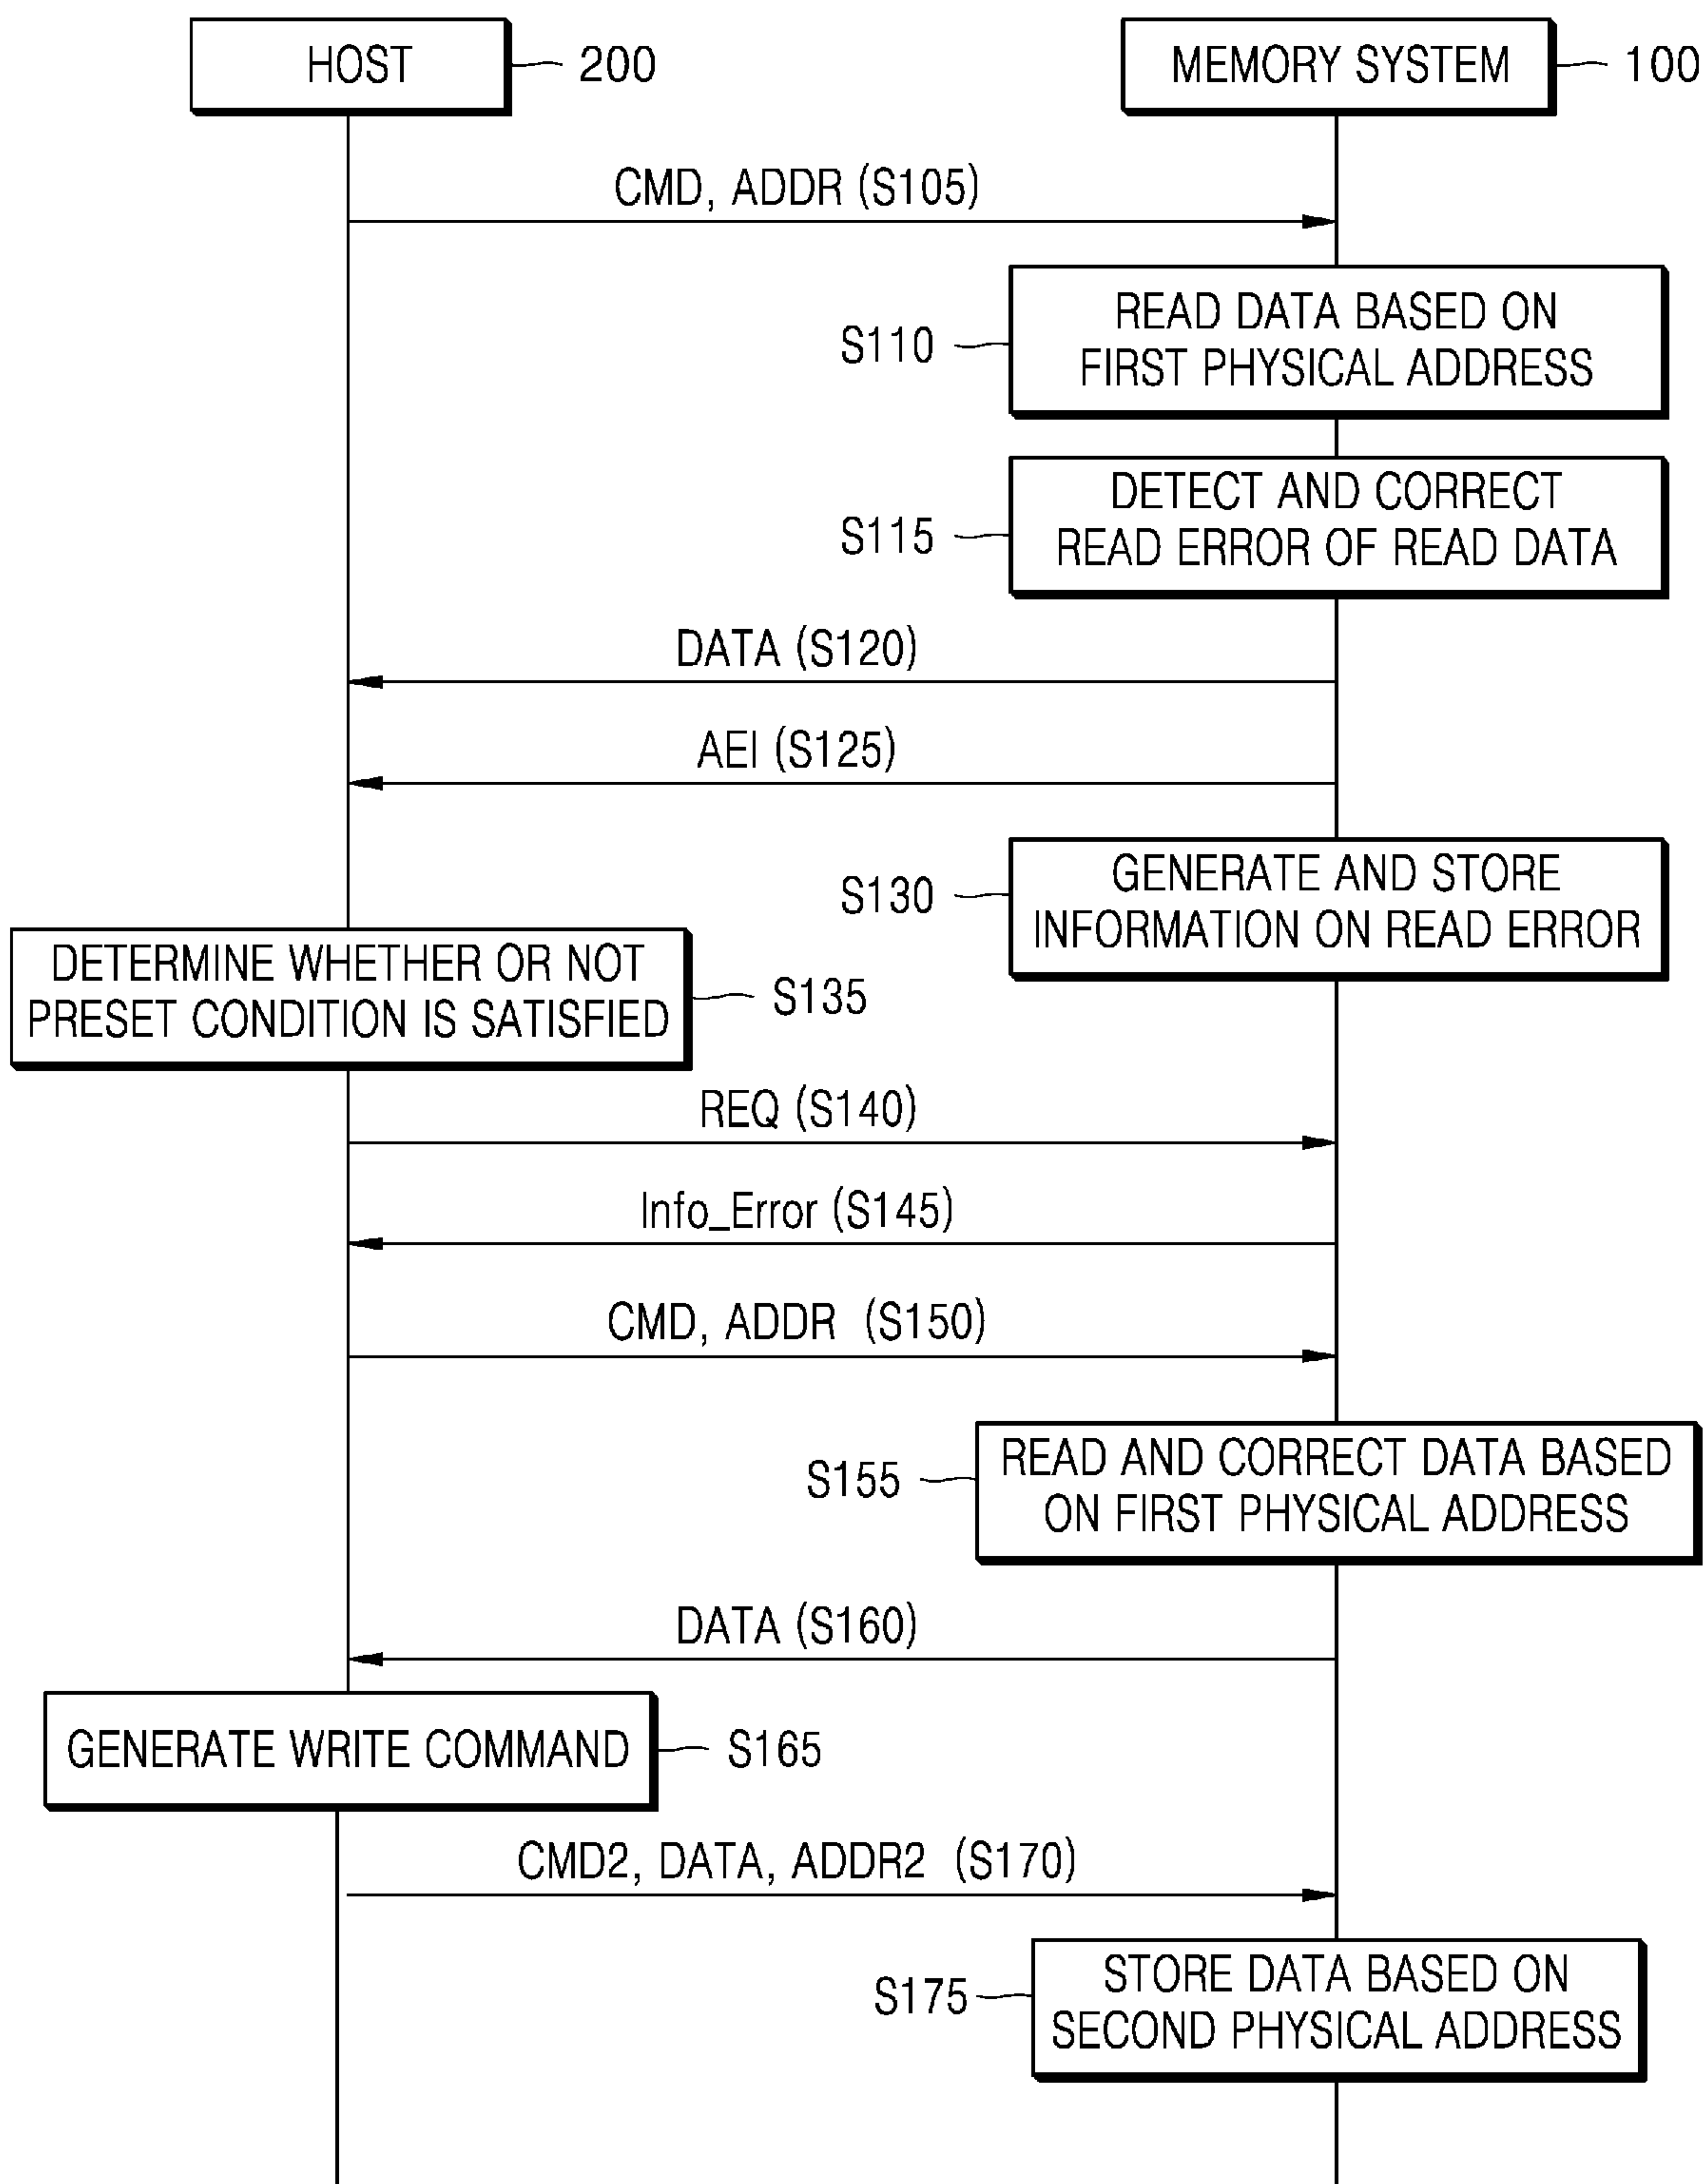 HOST
200
MEMORY SYSTEM
100
CMD, ADDR (S105)
S110
READ DATA BASED ON
FIRST PHYSICAL ADDRESS
S115
DETECT AND CORRECT
READ ERROR OF READ DATA
DATA (S120)
AEI (S125)
S130
GENERATE AND STORE
INFORMATION ON READ ERROR
DETERMINE WHETHER OR NOT
PRESET CONDITION IS SATISFIED
S135
REQ (S140)
Info_Error (S145)
CMD, ADDR (S150)
S155
READ AND CORRECT DATA BASED
ON FIRST PHYSICAL ADDRESS
DATA (S160)
GENERATE WRITE COMMAND
S165
CMD2, DATA, ADDR2 (S170)
S175
STORE DATA BASED ON
SECOND PHYSICAL ADDRESS